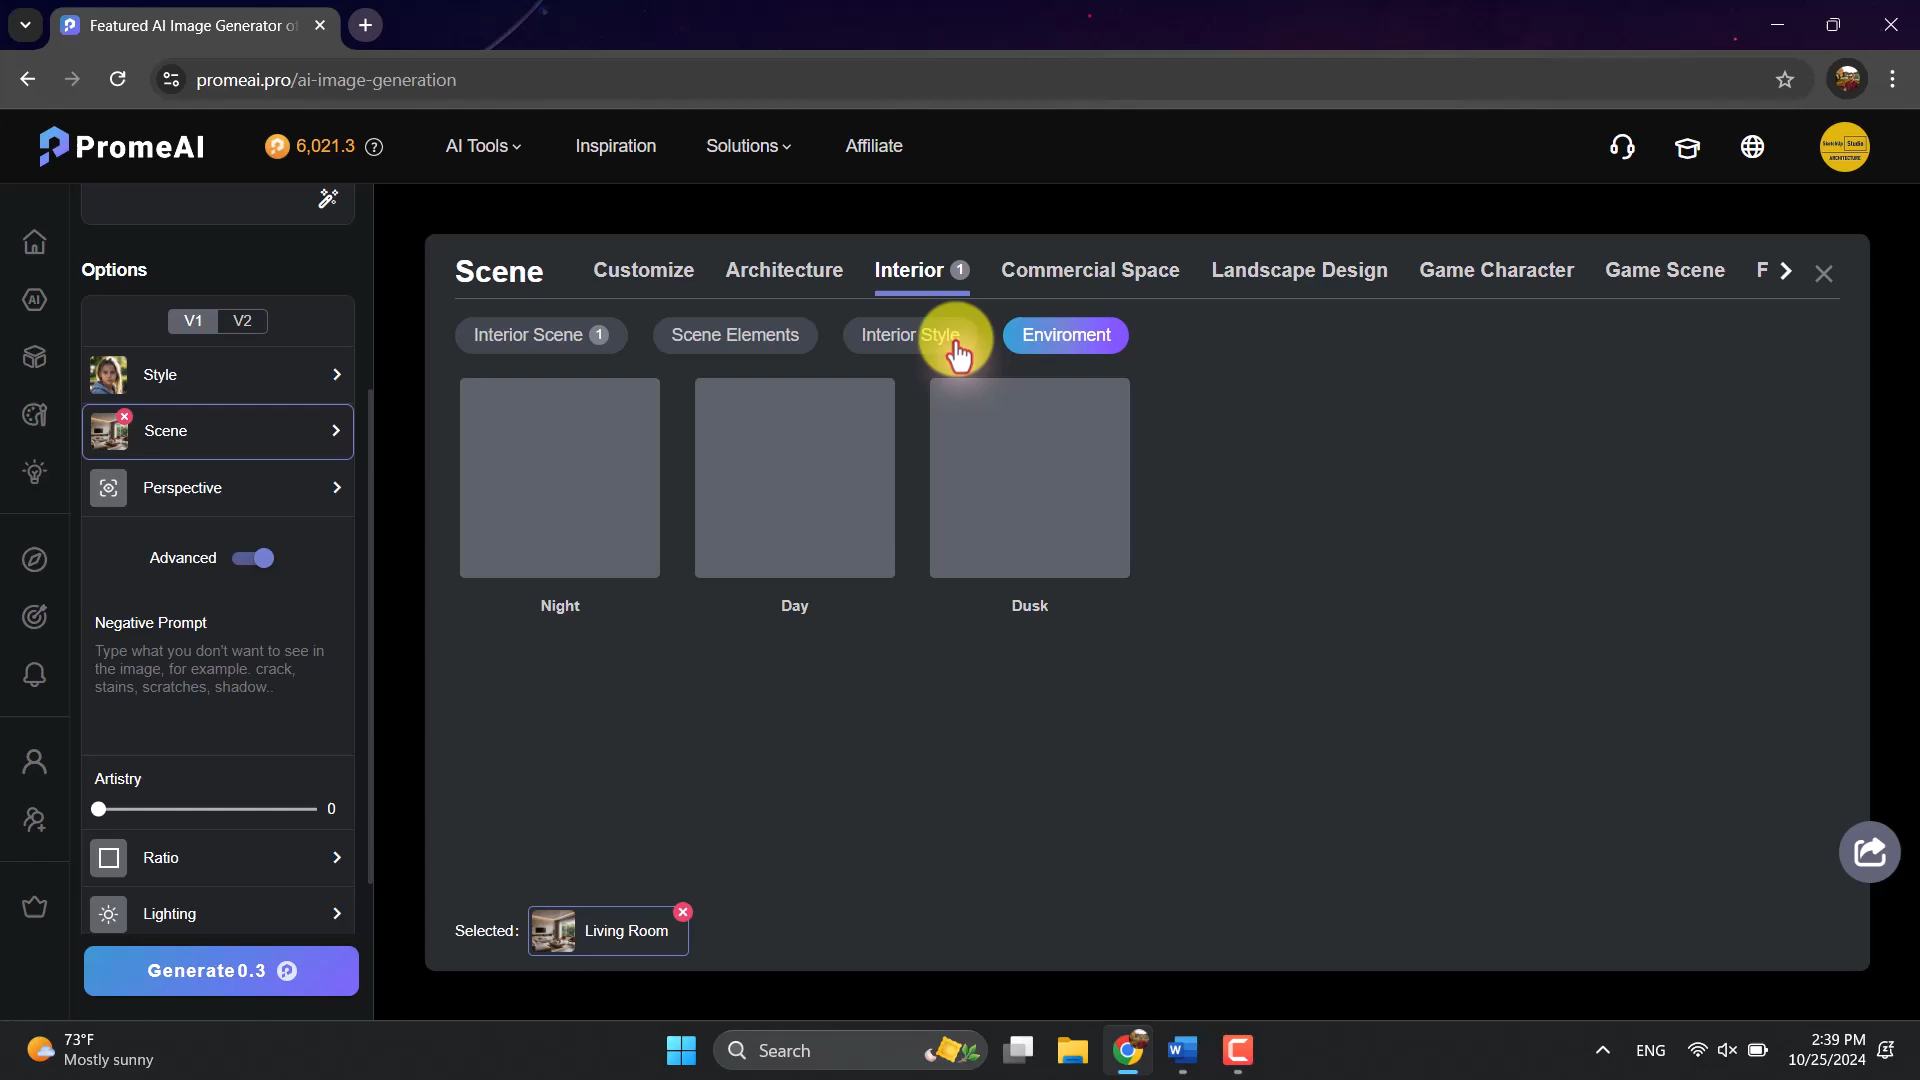 Featured AI Image Generator o
promeai.pro/ai-image-generation
PromeAI
6,021.3
AI Tools
Inspiration
Solutions
Affiliate
SketchUp Studio
ARCHITECTURE
Options
V1 V2
Style
Scene
Perspective
Advanced
Negative Prompt
Type what you don't want to see in
the image, for example. crack,
stains, scratches, shadow..
Artistry
0
Ratio
Lighting
Generate0.3
Scene
Customize
Architecture
Interior 1
Commercial Space
Landscape Design
Game Character
Game Scene
F
Interior Scene 1
Scene Elements
Interior Style
Enviroment
Night
Day
Dusk
Selected:
Living Room
73°F
Mostly sunny
Search
ENG
2:39 PM
10/25/2024